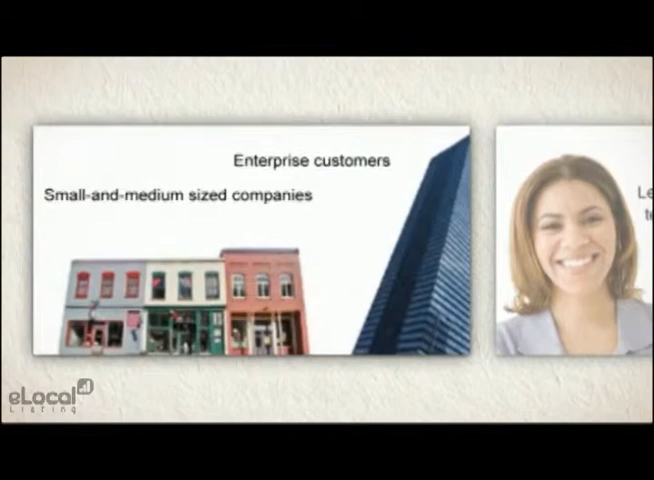 Enterprise customers
Small-and-medium sized companies
eLocal
Listing